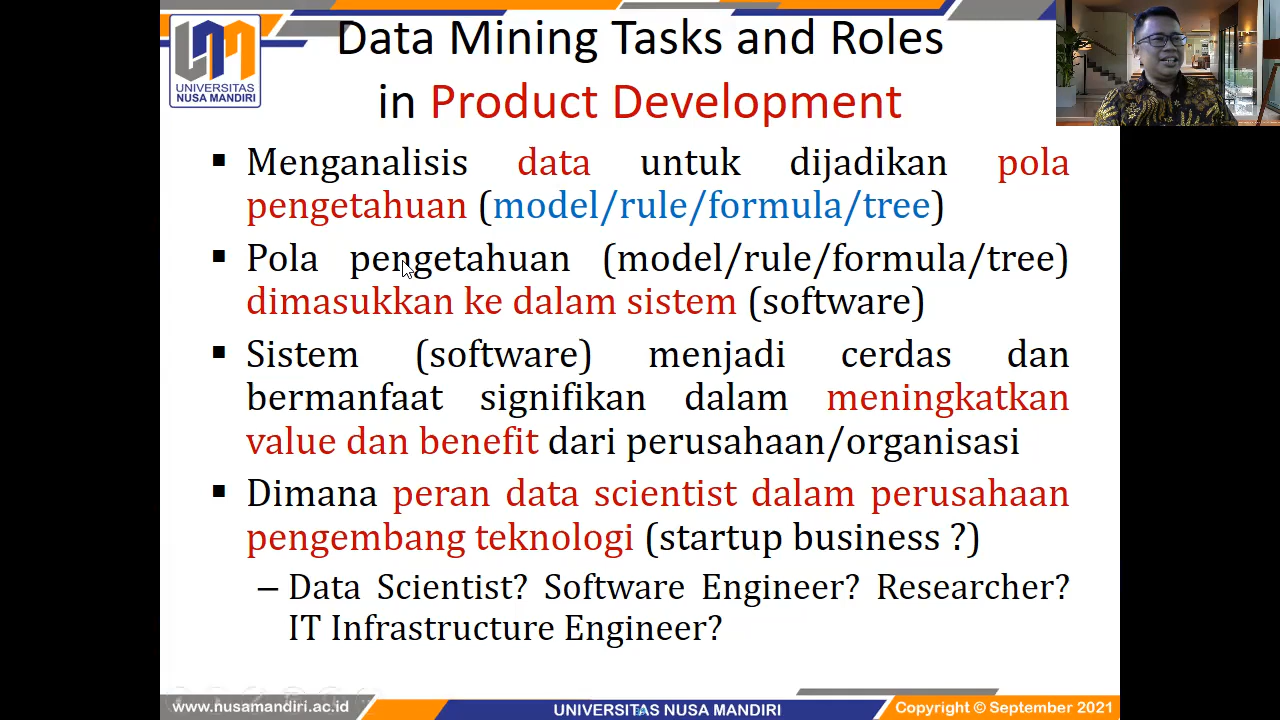 UNIVERSITAS
NUSA MANDIRI
Data Mining Tasks and Roles
in Product Development
▪ Menganalisis data untuk dijadikan pola
pengetahuan (model/rule/formula/tree)
▪ Pola pengetahuan (model/rule/formula/tree)
dimasukkan ke dalam sistem (software)
▪ Sistem (software) menjadi cerdas dan
bermanfaat signifikan dalam meningkatkan
value dan benefit dari perusahaan/organisasi
▪ Dimana peran data scientist dalam perusahaan
pengembang teknologi (startup business ?)
– Data Scientist? Software Engineer? Researcher?
IT Infrastructure Engineer?
www.nusamandiri.ac.id
UNIVERSITAS NUSA MANDIRI
Copyright © September 2021